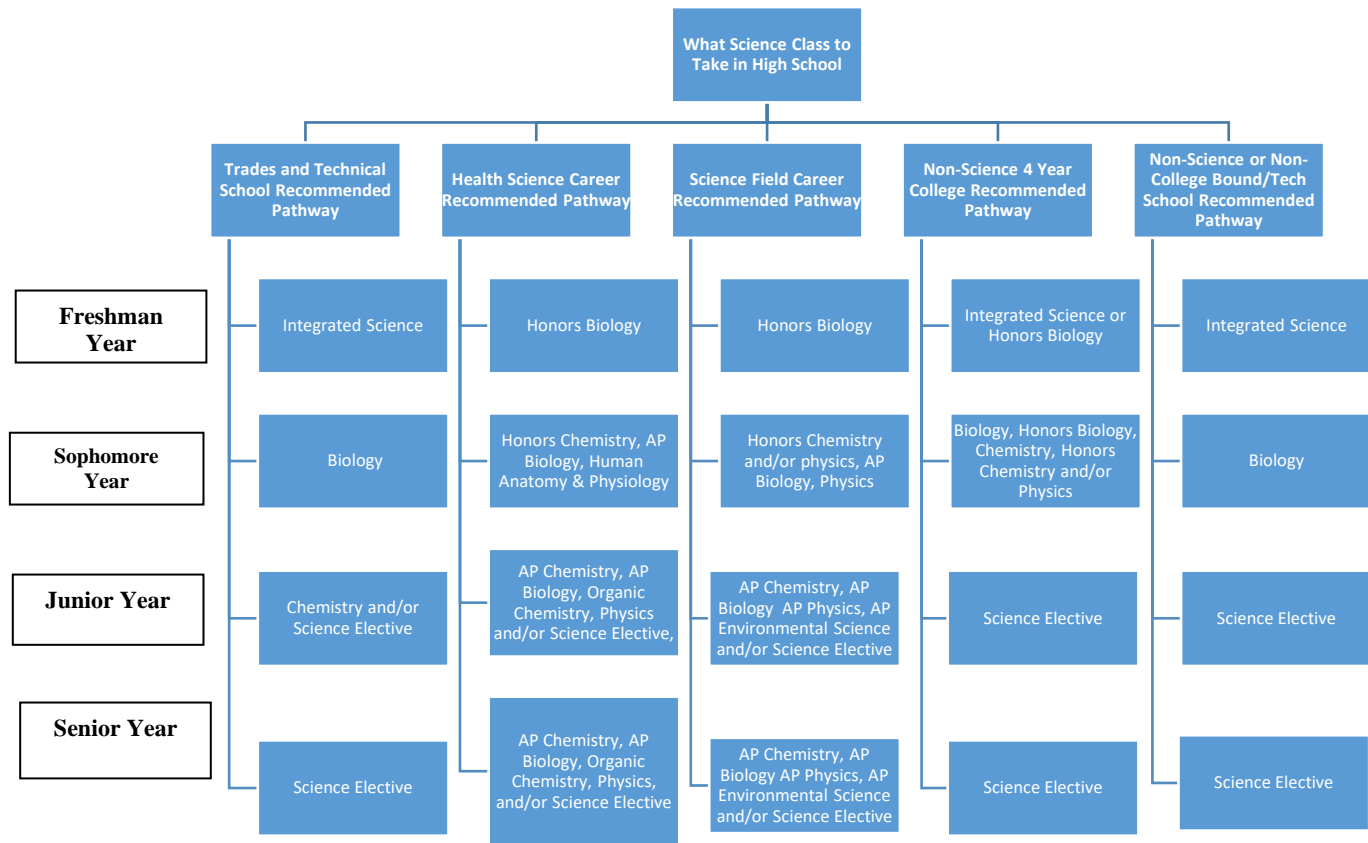 What Science Class to
Take in High School
Trades and Technical
School Recommended
Pathway
Health Science Career
Recommended Pathway
Science Field Career
Recommended Pathway
Non-Science 4 Year
College Recommended
Pathway
Non-Science or Non-
College Bound/Tech
School Recommended
Pathway
Freshman
Year
Integrated Science
Honors Biology
Honors Biology
Integrated Science or
Honors Biology
Integrated Science
Sophomore
Year
Biology
Honors Chemistry, AP
Biology, Human
Anatomy & Physiology
Honors Chemistry
and/or physics, AP
Biology, Physics
Biology, Honors Biology,
Chemistry, Honors
Chemistry and/or
Physics
Biology
Junior Year
Chemistry and/or
Science Elective
AP Chemistry, AP
Biology, Organic
Chemistry, Physics
and/or Science Elective,
AP Chemistry, AP
Biology AP Physics, AP
Environmental Science
and/or Science Elective
Science Elective
Science Elective
Senior Year
Science Elective
AP Chemistry, AP
Biology, Organic
Chemistry, Physics,
and/or Science Elective
AP Chemistry, AP
Biology AP Physics, AP
Environmental Science
and/or Science Elective
Science Elective
Science Elective